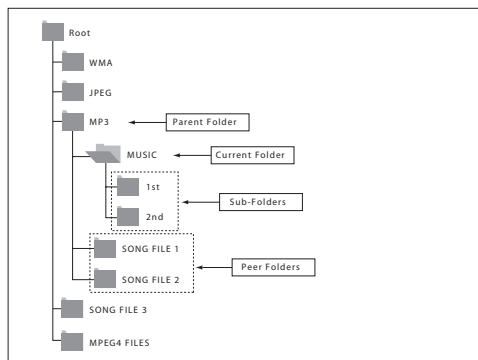 Root
WMA
JPEG
MP3
Parent Folder
MUSIC
Current Folder
1st
2nd
Sub-Folders
SONG FILE 1
SONG FILE 2
Peer Folders
SONG FILE 3
MPEG4 FILES